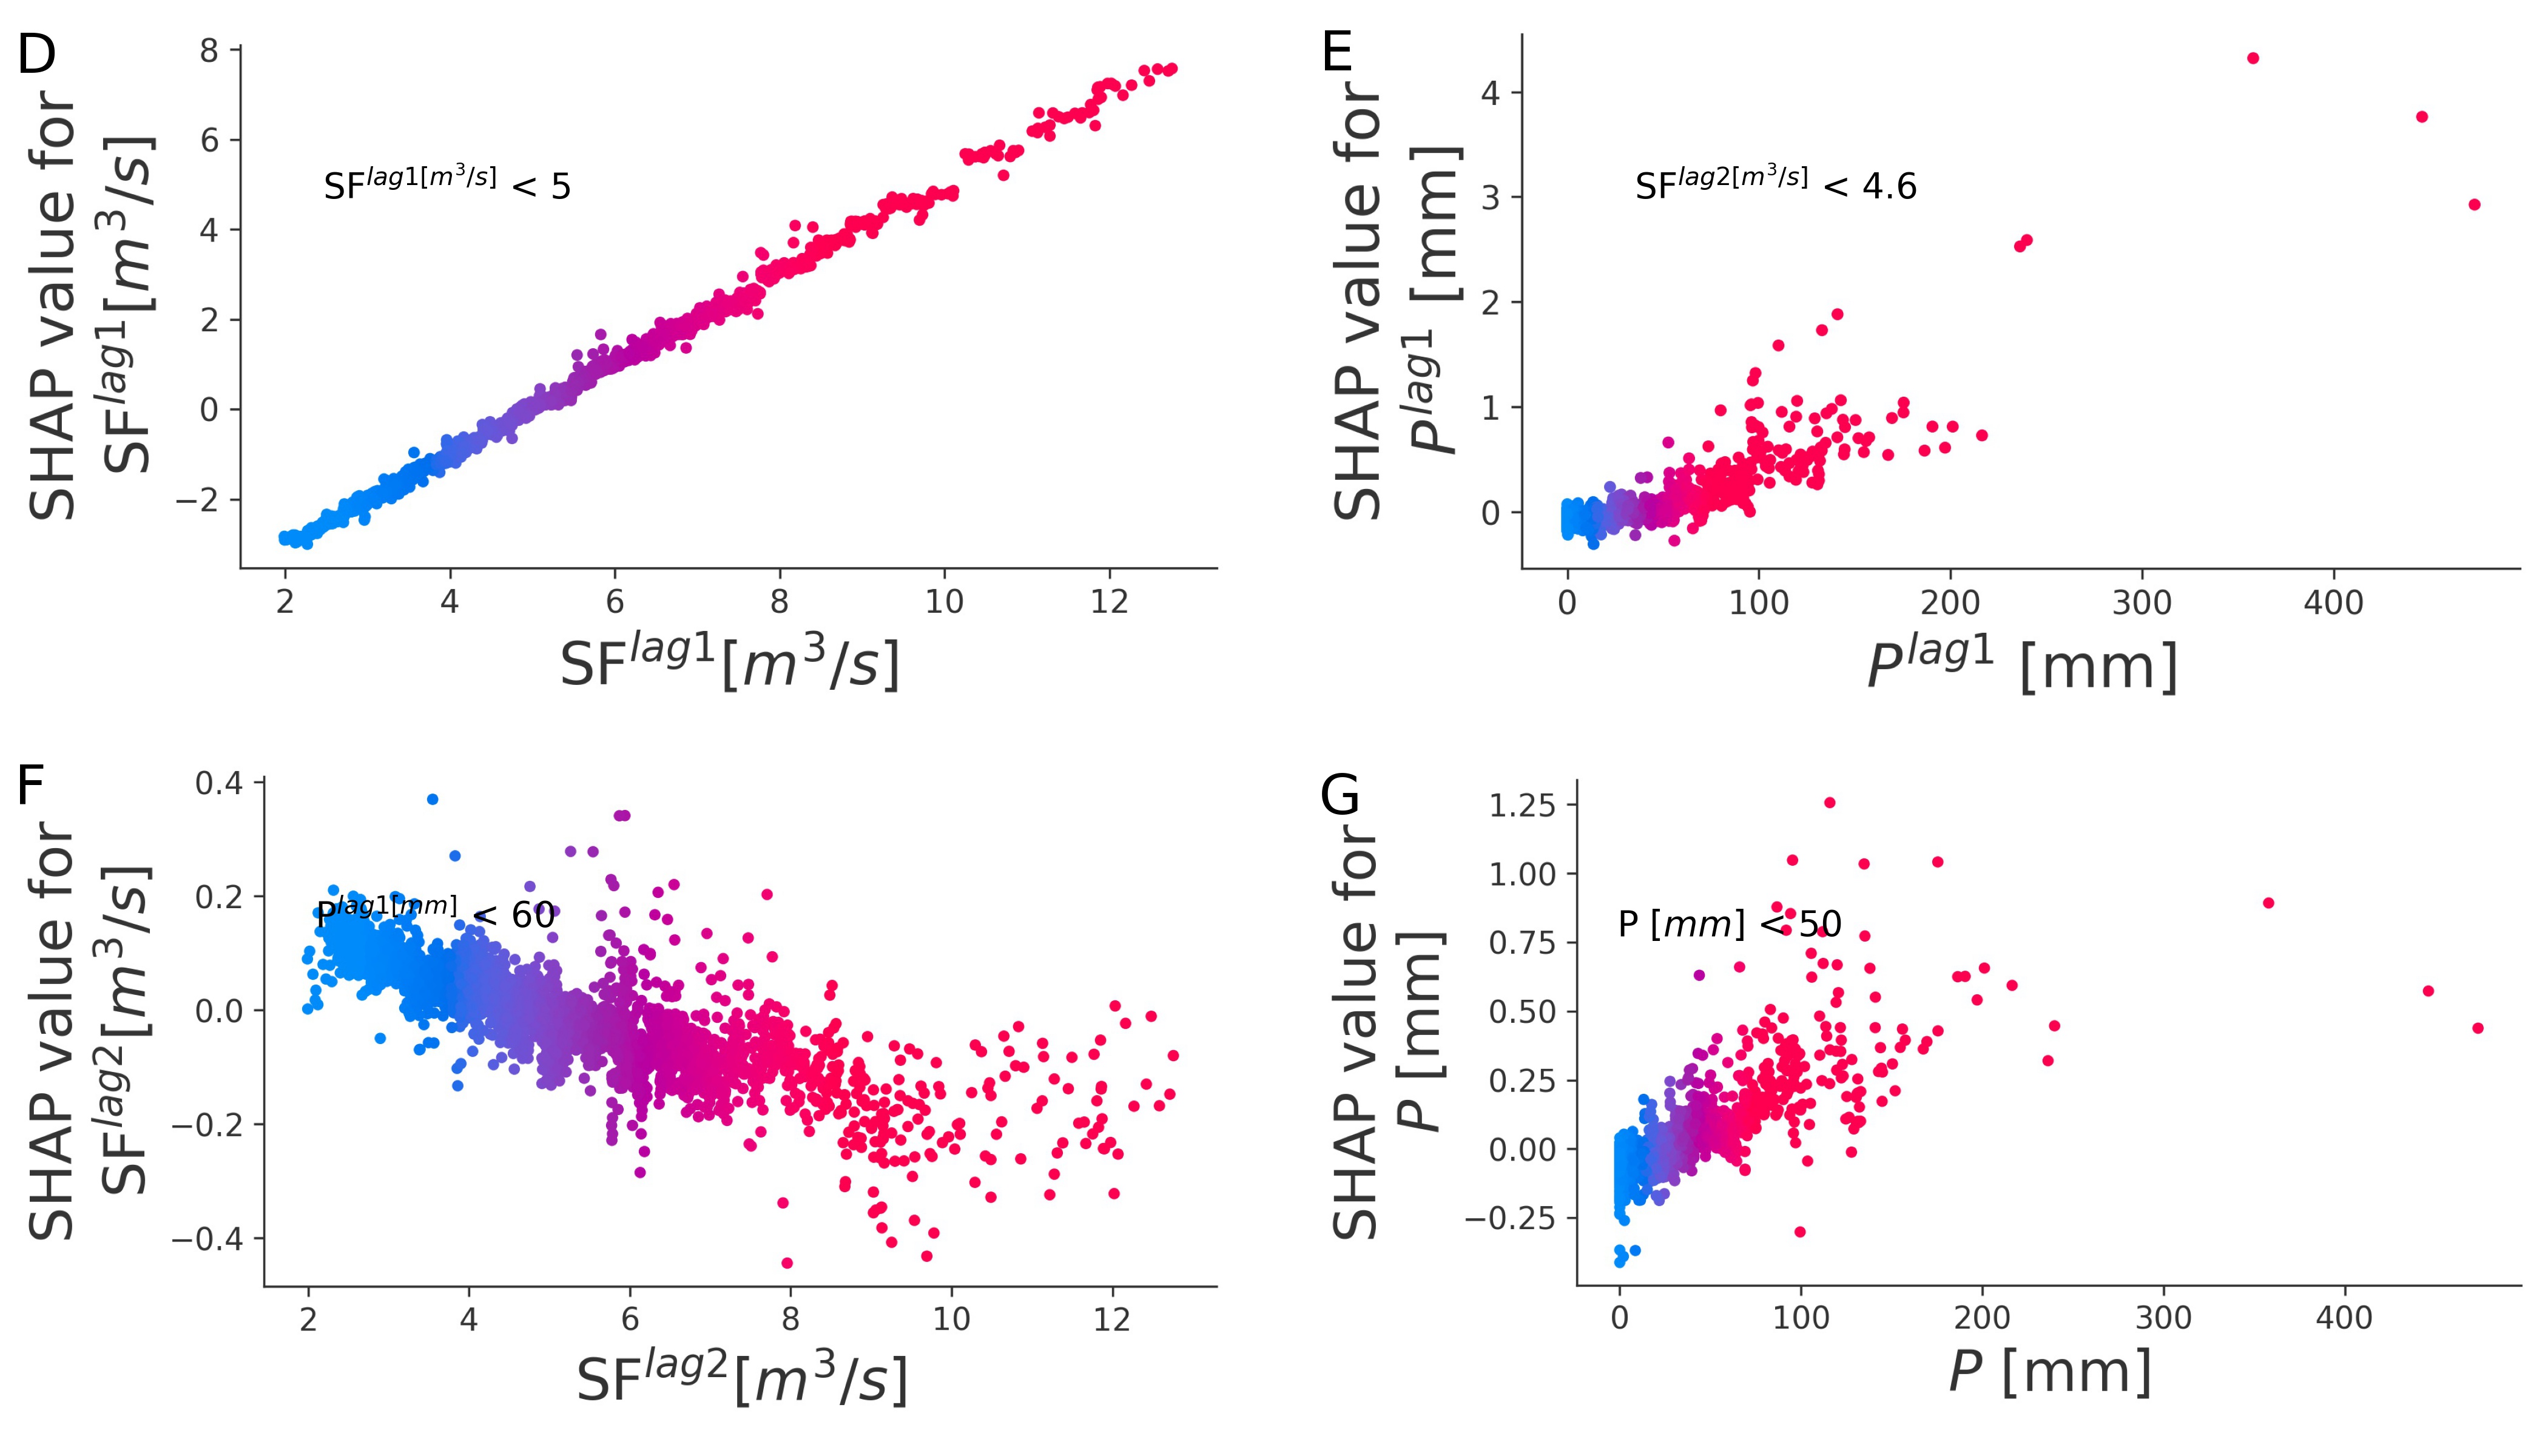 D
SHAP value for
SF^lag1[m^3/s]
8
6
4
2
0
−2
SF^lag1[m^3/s] < 5
2 4 6 8 10 12
SF^lag1[m^3/s]
E
SHAP value for
P^lag1 [mm]
4
3
2
1
0
SF^lag2[m^3/s] < 4.6
0 100 200 300 400
P^lag1 [mm]
F
SHAP value for
SF^lag2[m^3/s]
0.4
0.2
0.0
−0.2
−0.4
P^lag1[mm] < 60
2 4 6 8 10 12
SF^lag2[m^3/s]
G
SHAP value for
P [mm]
1.25
1.00
0.75
0.50
0.25
0.00
−0.25
P [mm] < 50
0 100 200 300 400
P [mm]